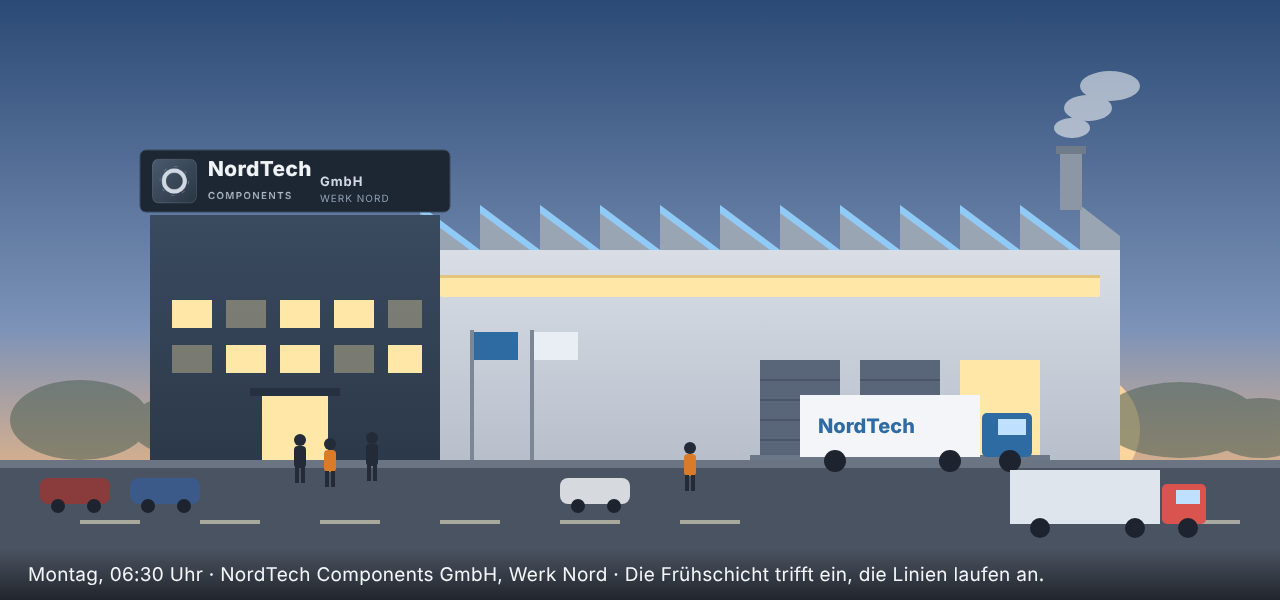 NordTech
COMPONENTS
GmbH
WERK NORD
NordTech
Montag, 06:30 Uhr · NordTech Components GmbH, Werk Nord · Die Frühschicht trifft ein, die Linien laufen an.